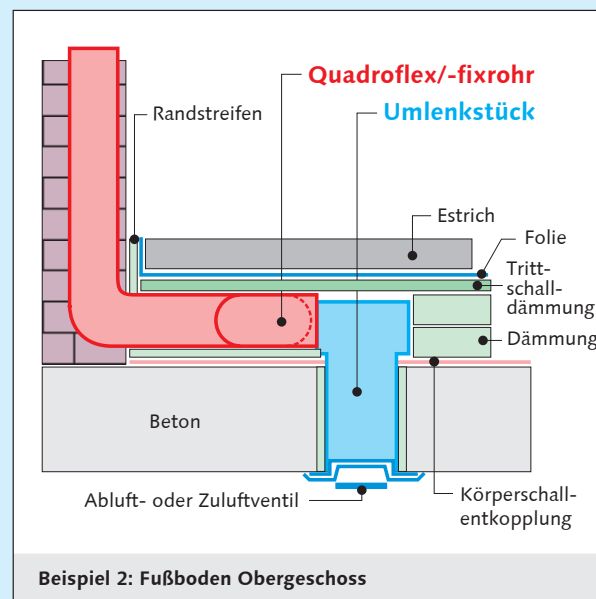 Quadroflex/-fixrohr
Randstreifen
Umlenkstück
Estrich
Folie
Tritt-
schall-
dämmung
Dämmung
Beton
Abluft- oder Zuluftventil
Körperschall-
entkopplung
Beispiel 2: Fußboden Obergeschoss